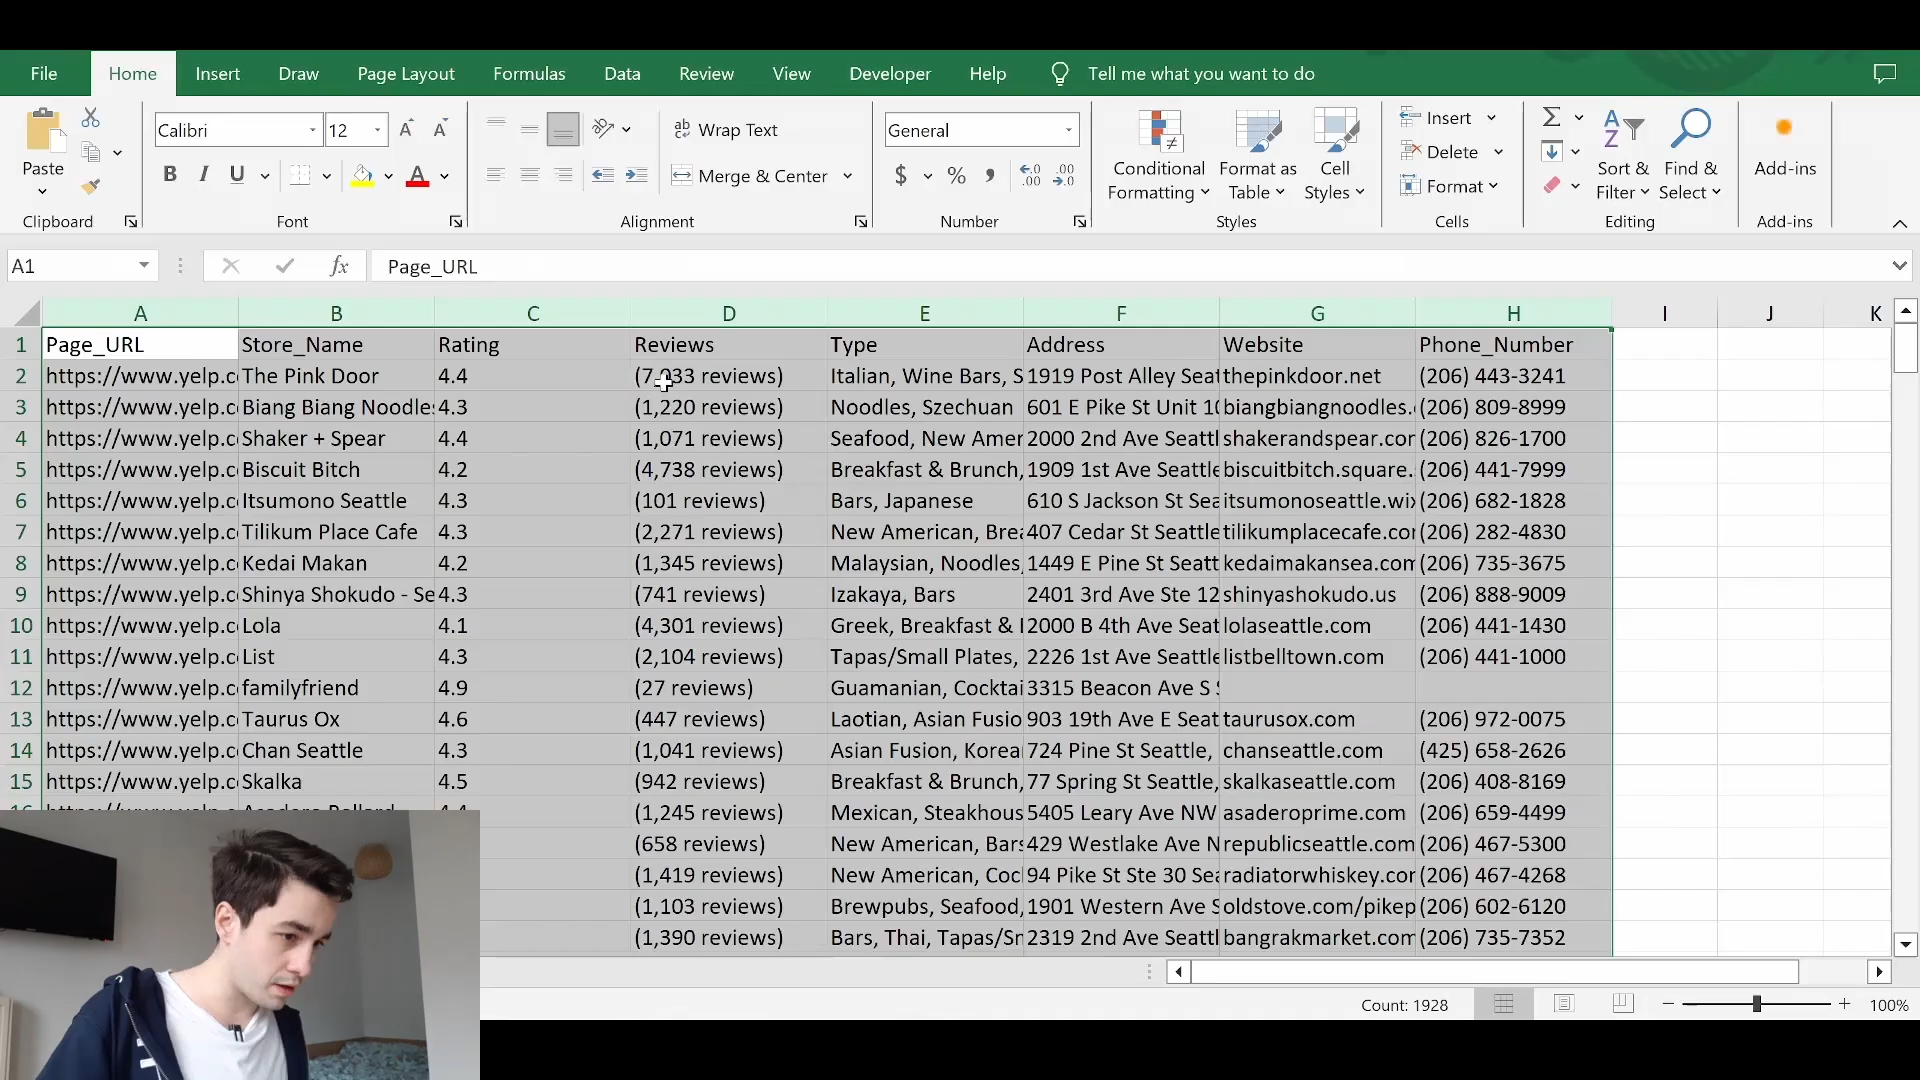 File Home Insert Draw Page Layout Formulas Data Review View Developer Help Tell me what you want to do
Calibri 12 Wrap Text General Insert
Paste Conditional Formatting Format as Table Cell Styles Delete Sort & Filter Find & Select Add-ins
B I U Merge & Center $ % , .00 Format
Clipboard Font Alignment Number Styles Cells Editing Add-ins
A1 fx Page_URL
A B C D E F G H I J K
1 Page_URL Store_Name Rating Reviews Type Address Website Phone_Number
2 https://www.yelp.c The Pink Door 4.4 (7,033 reviews) Italian, Wine Bars, S 1919 Post Alley Sea thepinkdoor.net (206) 443-3241
3 https://www.yelp.c Biang Biang Noodles 4.3 (1,220 reviews) Noodles, Szechuan 601 E Pike St Unit 10 biangbiangnoodles. (206) 809-8999
4 https://www.yelp.c Shaker + Spear 4.4 (1,071 reviews) Seafood, New Amer 2000 2nd Ave Seattl shakerandspear.cor (206) 826-1700
5 https://www.yelp.c Biscuit Bitch 4.2 (4,738 reviews) Breakfast & Brunch, 1909 1st Ave Seattle biscuitbitch.square. (206) 441-7999
6 https://www.yelp.c Itsumono Seattle 4.3 (101 reviews) Bars, Japanese 610 S Jackson St Sea itsumonoseattle.wix (206) 682-1828
7 https://www.yelp.c Tilikum Place Cafe 4.3 (2,271 reviews) New American, Brea 407 Cedar St Seattle tilikumplacecafe.co (206) 282-4830
8 https://www.yelp.c Kedai Makan 4.2 (1,345 reviews) Malaysian, Noodles, 1449 E Pine St Seatt kedaimakansea.com (206) 735-3675
9 https://www.yelp.c Shinya Shokudo - Se 4.3 (741 reviews) Izakaya, Bars 2401 3rd Ave Ste 12 shinyashokudo.us (206) 888-9009
10 https://www.yelp.c Lola 4.1 (4,301 reviews) Greek, Breakfast & 2000 B 4th Ave Seat lolaseattle.com (206) 441-1430
11 https://www.yelp.c List 4.3 (2,104 reviews) Tapas/Small Plates, 2226 1st Ave Seattle listbelltown.com (206) 441-1000
12 https://www.yelp.c familyfriend 4.9 (27 reviews) Guamanian, Cocktai 3315 Beacon Ave S
13 https://www.yelp.c Taurus Ox 4.6 (447 reviews) Laotian, Asian Fusio 903 19th Ave E Seat taurusox.com (206) 972-0075
14 https://www.yelp.c Chan Seattle 4.3 (1,041 reviews) Asian Fusion, Korea 724 Pine St Seattle, chanseattle.com (425) 658-2626
15 https://www.yelp.c Skalka 4.5 (942 reviews) Breakfast & Brunch, 77 Spring St Seattle, skalkaseattle.com (206) 408-8169
(1,245 reviews) Mexican, Steakhous 5405 Leary Ave NW asaderoprime.com (206) 659-4499
(658 reviews) New American, Bars 429 Westlake Ave N republicseattle.com (206) 467-5300
(1,419 reviews) New American, Coc 94 Pike St Ste 30 Sea radiatorwhiskey.cor (206) 467-4268
(1,103 reviews) Brewpubs, Seafood, 1901 Western Ave S oldstove.com/pikep (206) 602-6120
(1,390 reviews) Bars, Thai, Tapas/Sm 2319 2nd Ave Seattl bangrakmarket.com (206) 735-7352
Count: 1928 100%